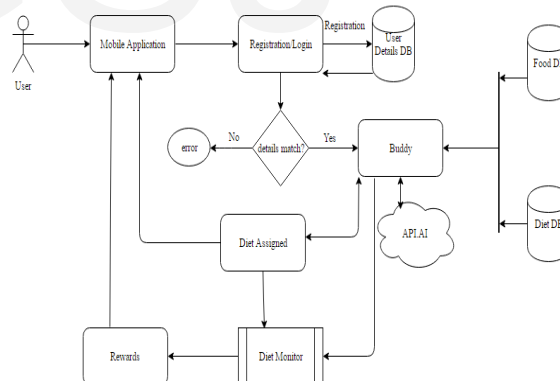 User
Mobile Application
Registration/Login
Registration
User
Details DB
Food D
No
error
details match?
Yes
Buddy
API.AI
Diet DB
Diet Assigned
Rewards
Diet Monitor